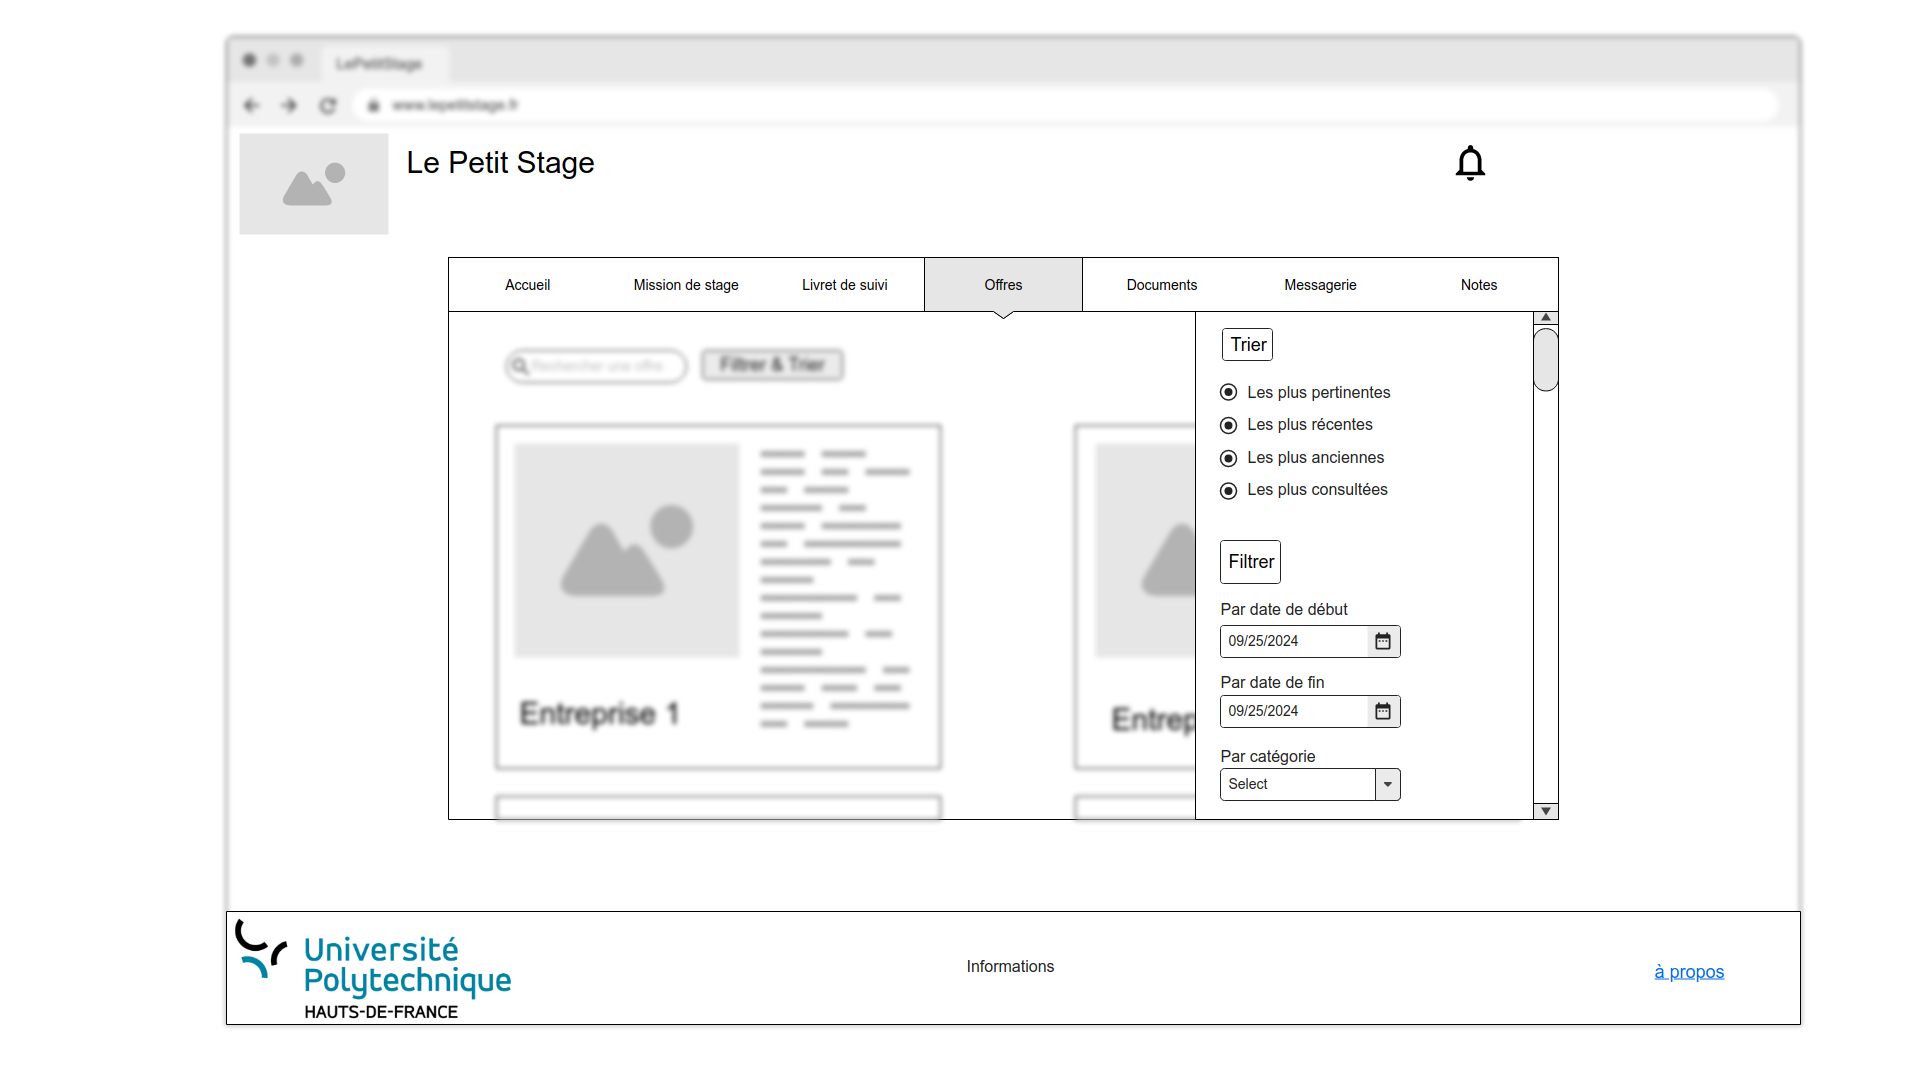 LePetitStage
www.lepetitstage.fr
Le Petit Stage
Accueil
Mission de stage
Livret de suivi
Offres
Documents
Messagerie
Notes
Rechercher une offre
Filtrer & Trier
Entreprise 1
Entrep
Trier
Les plus pertinentes
Les plus récentes
Les plus anciennes
Les plus consultées
Filtrer
Par date de début
09/25/2024
Par date de fin
09/25/2024
Par catégorie
Select
Université
Polytechnique
HAUTS-DE-FRANCE
Informations
à propos